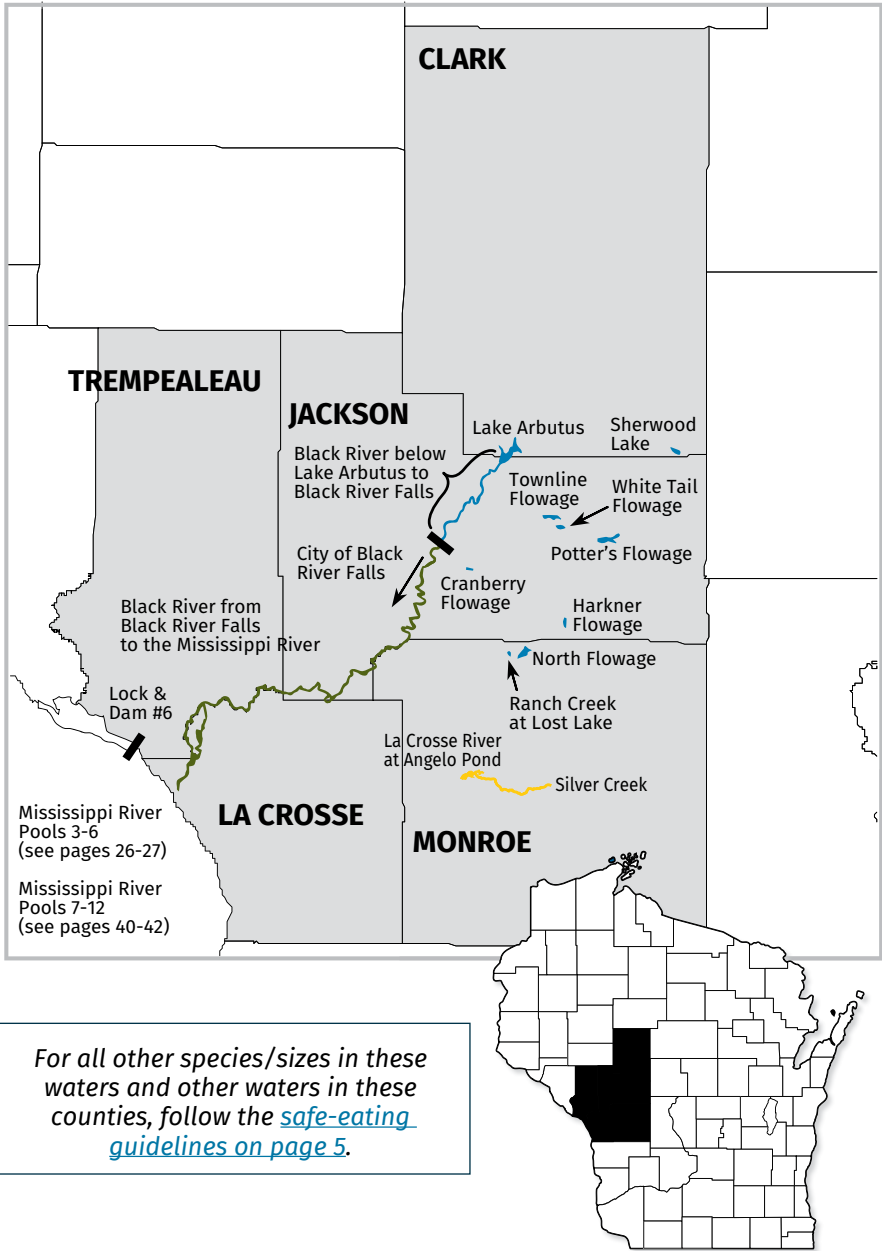 CLARK
TREMPEALEAU
JACKSON
Lake Arbutus
Sherwood
Lake
Black River below
Lake Arbutus to
Black River Falls
Townline
Flowage
White Tail
Flowage
Potter's Flowage
City of Black
River Falls
Cranberry
Flowage
Black River from
Black River Falls
to the Mississippi River
Harkner
Flowage
North Flowage
Lock &
Dam #6
Ranch Creek
at Lost Lake
La Crosse River
at Angelo Pond
Silver Creek
LA CROSSE
MONROE
Mississippi River
Pools 3-6
(see pages 26-27)
Mississippi River
Pools 7-12
(see pages 40-42)
For all other species/sizes in these
waters and other waters in these
counties, follow the safe-eating
guidelines on page 5.